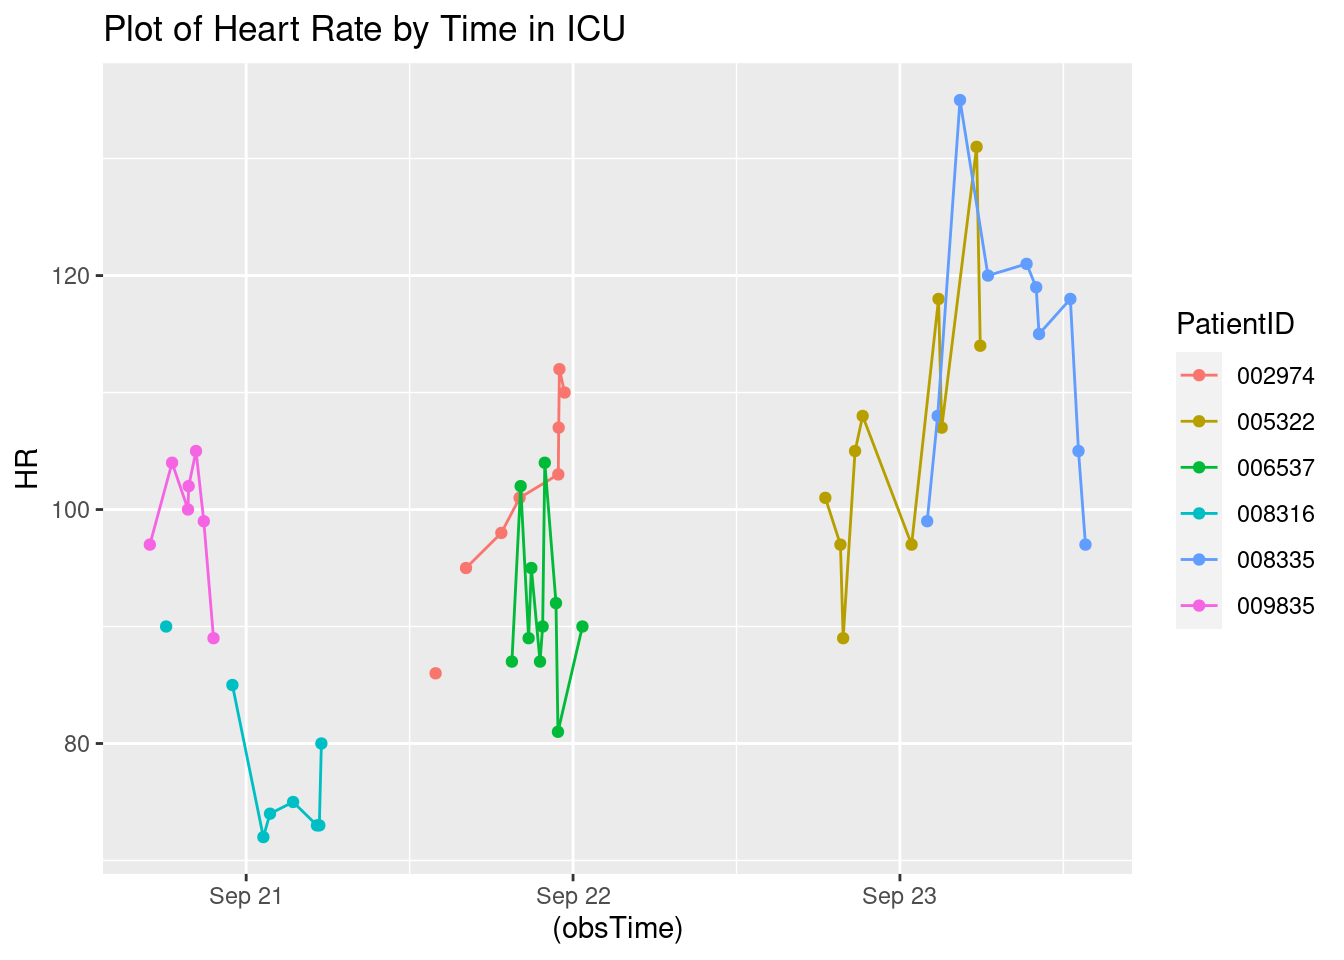 Plot of Heart Rate by Time in ICU
HR
120
100
80
Sep 21
Sep 22
Sep 23
(obsTime)
PatientID
002974
005322
006537
008316
008335
009835